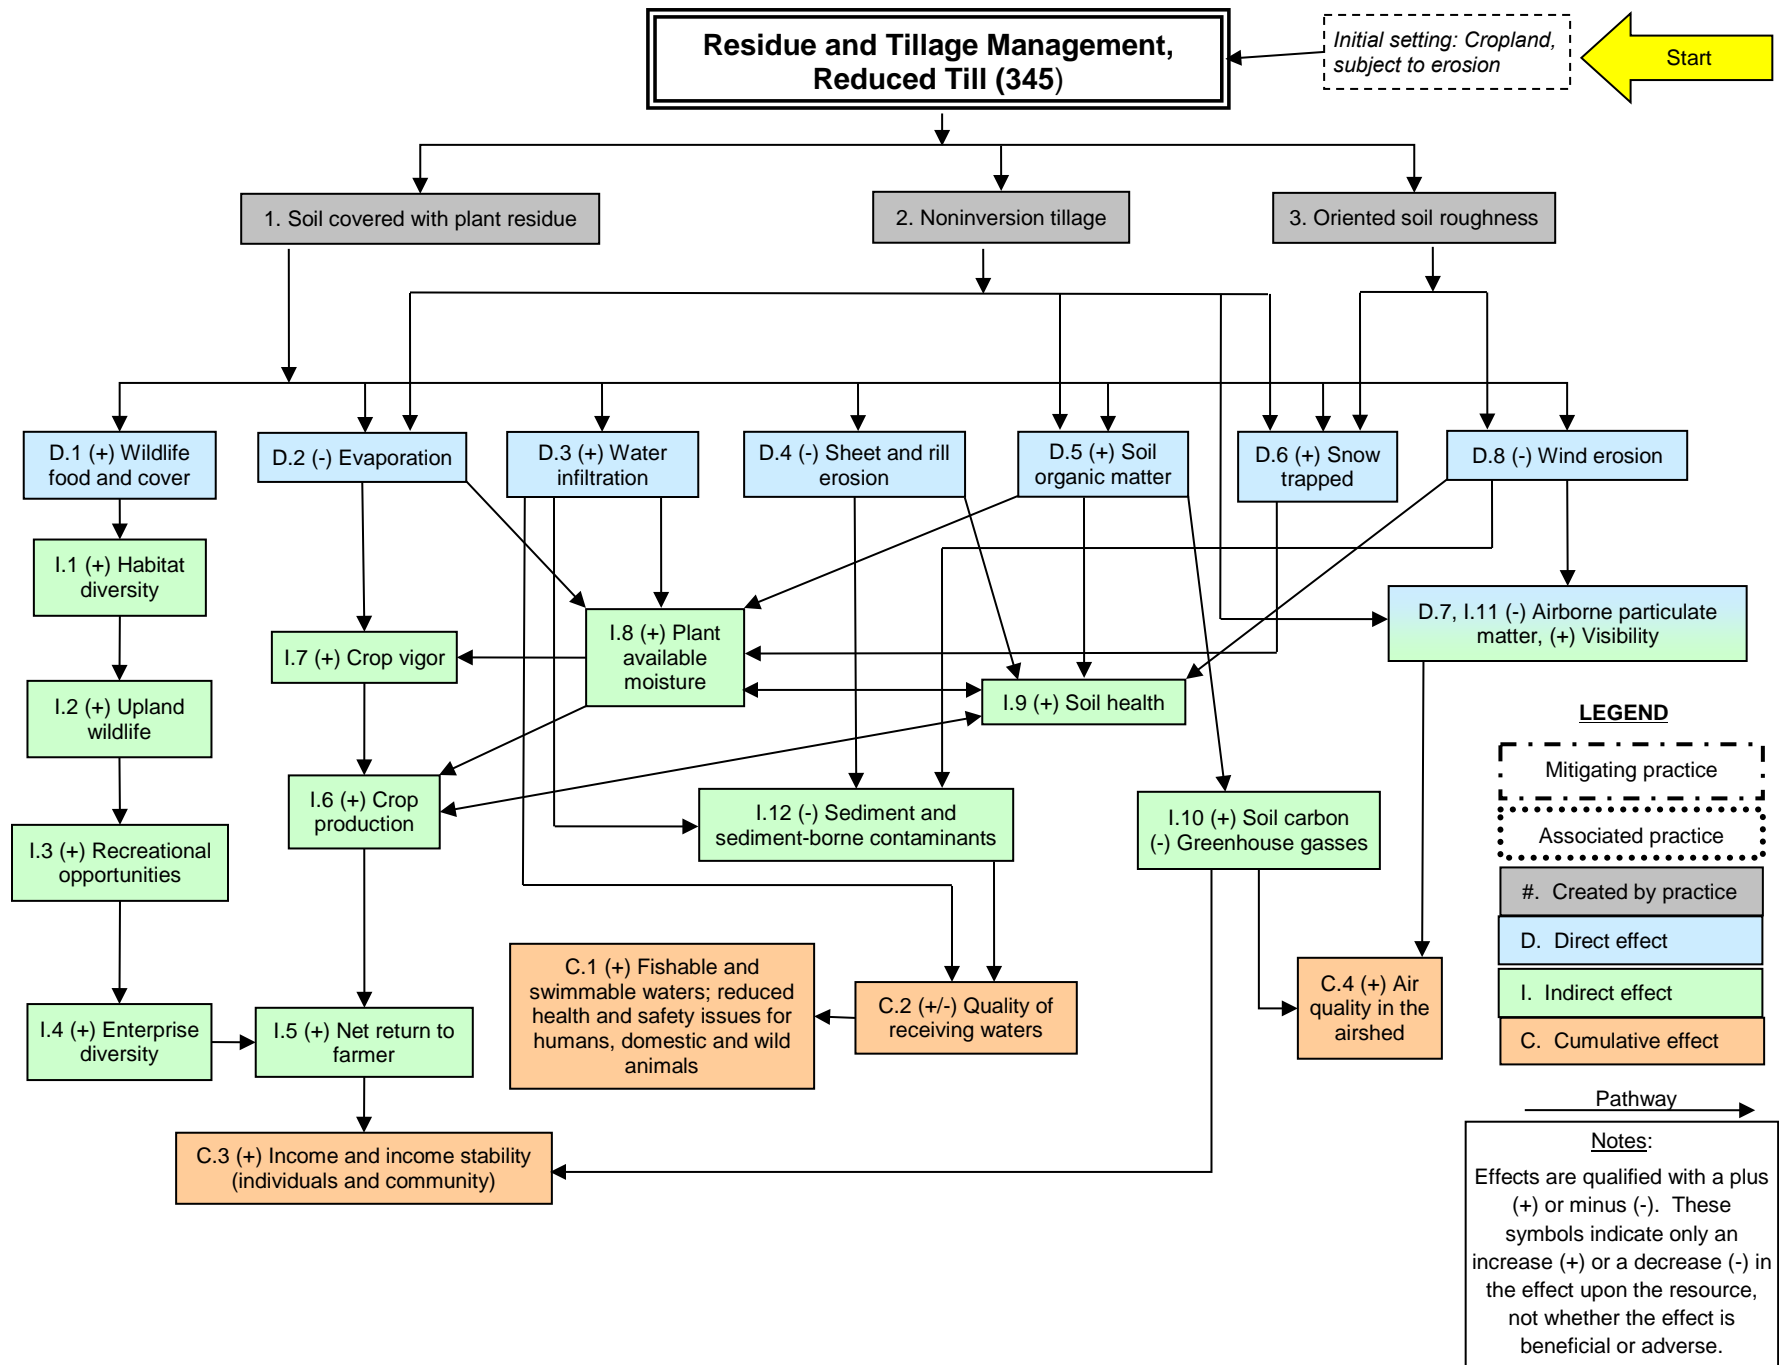 Residue and Tillage Management,
Reduced Till (345)
Initial setting: Cropland,
subject to erosion
Start
1. Soil covered with plant residue
2. Noninversion tillage
3. Oriented soil roughness
D.1 (+) Wildlife
food and cover
D.2 (-) Evaporation
D.3 (+) Water
infiltration
D.4 (-) Sheet and rill
erosion
D.5 (+) Soil
organic matter
D.6 (+) Snow
trapped
D.8 (-) Wind erosion
I.1 (+) Habitat
diversity
I.8 (+) Plant
available
moisture
D.7, I.11 (-) Airborne particulate
matter, (+) Visibility
I.7 (+) Crop vigor
I.9 (+) Soil health
I.2 (+) Upland
wildlife
I.6 (+) Crop
production
I.12 (-) Sediment and
sediment-borne contaminants
I.10 (+) Soil carbon
(-) Greenhouse gasses
I.3 (+) Recreational
opportunities
C.1 (+) Fishable and
swimmable waters; reduced
health and safety issues for
humans, domestic and wild
animals
C.2 (+/-) Quality of
receiving waters
C.4 (+) Air
quality in the
airshed
I.4 (+) Enterprise
diversity
I.5 (+) Net return to
farmer
C.3 (+) Income and income stability
(individuals and community)
LEGEND
Mitigating practice
Associated practice
#. Created by practice
D. Direct effect
I. Indirect effect
C. Cumulative effect
Pathway
Notes:
Effects are qualified with a plus
(+) or minus (-). These
symbols indicate only an
increase (+) or a decrease (-) in
the effect upon the resource,
not whether the effect is
beneficial or adverse.